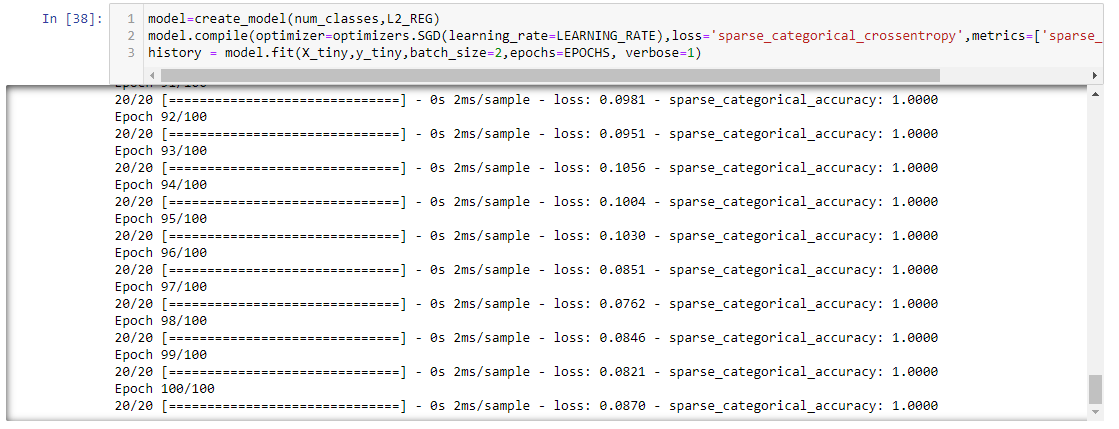 In [38]:
1 model=create_model(num_classes,L2_REG)
2 model.compile(optimizer=optimizers.SGD(learning_rate=LEARNING_RATE),loss='sparse_categorical_crossentropy',metrics=['sparse_
3 history = model.fit(X_tiny,y_tiny,batch_size=2,epochs=EPOCHS, verbose=1)
Epoch 91/100
20/20 [==============================] - 0s 2ms/sample - loss: 0.0981 - sparse_categorical_accuracy: 1.0000
Epoch 92/100
20/20 [==============================] - 0s 2ms/sample - loss: 0.0951 - sparse_categorical_accuracy: 1.0000
Epoch 93/100
20/20 [==============================] - 0s 2ms/sample - loss: 0.1056 - sparse_categorical_accuracy: 1.0000
Epoch 94/100
20/20 [==============================] - 0s 2ms/sample - loss: 0.1004 - sparse_categorical_accuracy: 1.0000
Epoch 95/100
20/20 [==============================] - 0s 2ms/sample - loss: 0.1030 - sparse_categorical_accuracy: 1.0000
Epoch 96/100
20/20 [==============================] - 0s 2ms/sample - loss: 0.0851 - sparse_categorical_accuracy: 1.0000
Epoch 97/100
20/20 [==============================] - 0s 2ms/sample - loss: 0.0762 - sparse_categorical_accuracy: 1.0000
Epoch 98/100
20/20 [==============================] - 0s 2ms/sample - loss: 0.0846 - sparse_categorical_accuracy: 1.0000
Epoch 99/100
20/20 [==============================] - 0s 2ms/sample - loss: 0.0821 - sparse_categorical_accuracy: 1.0000
Epoch 100/100
20/20 [==============================] - 0s 2ms/sample - loss: 0.0870 - sparse_categorical_accuracy: 1.0000